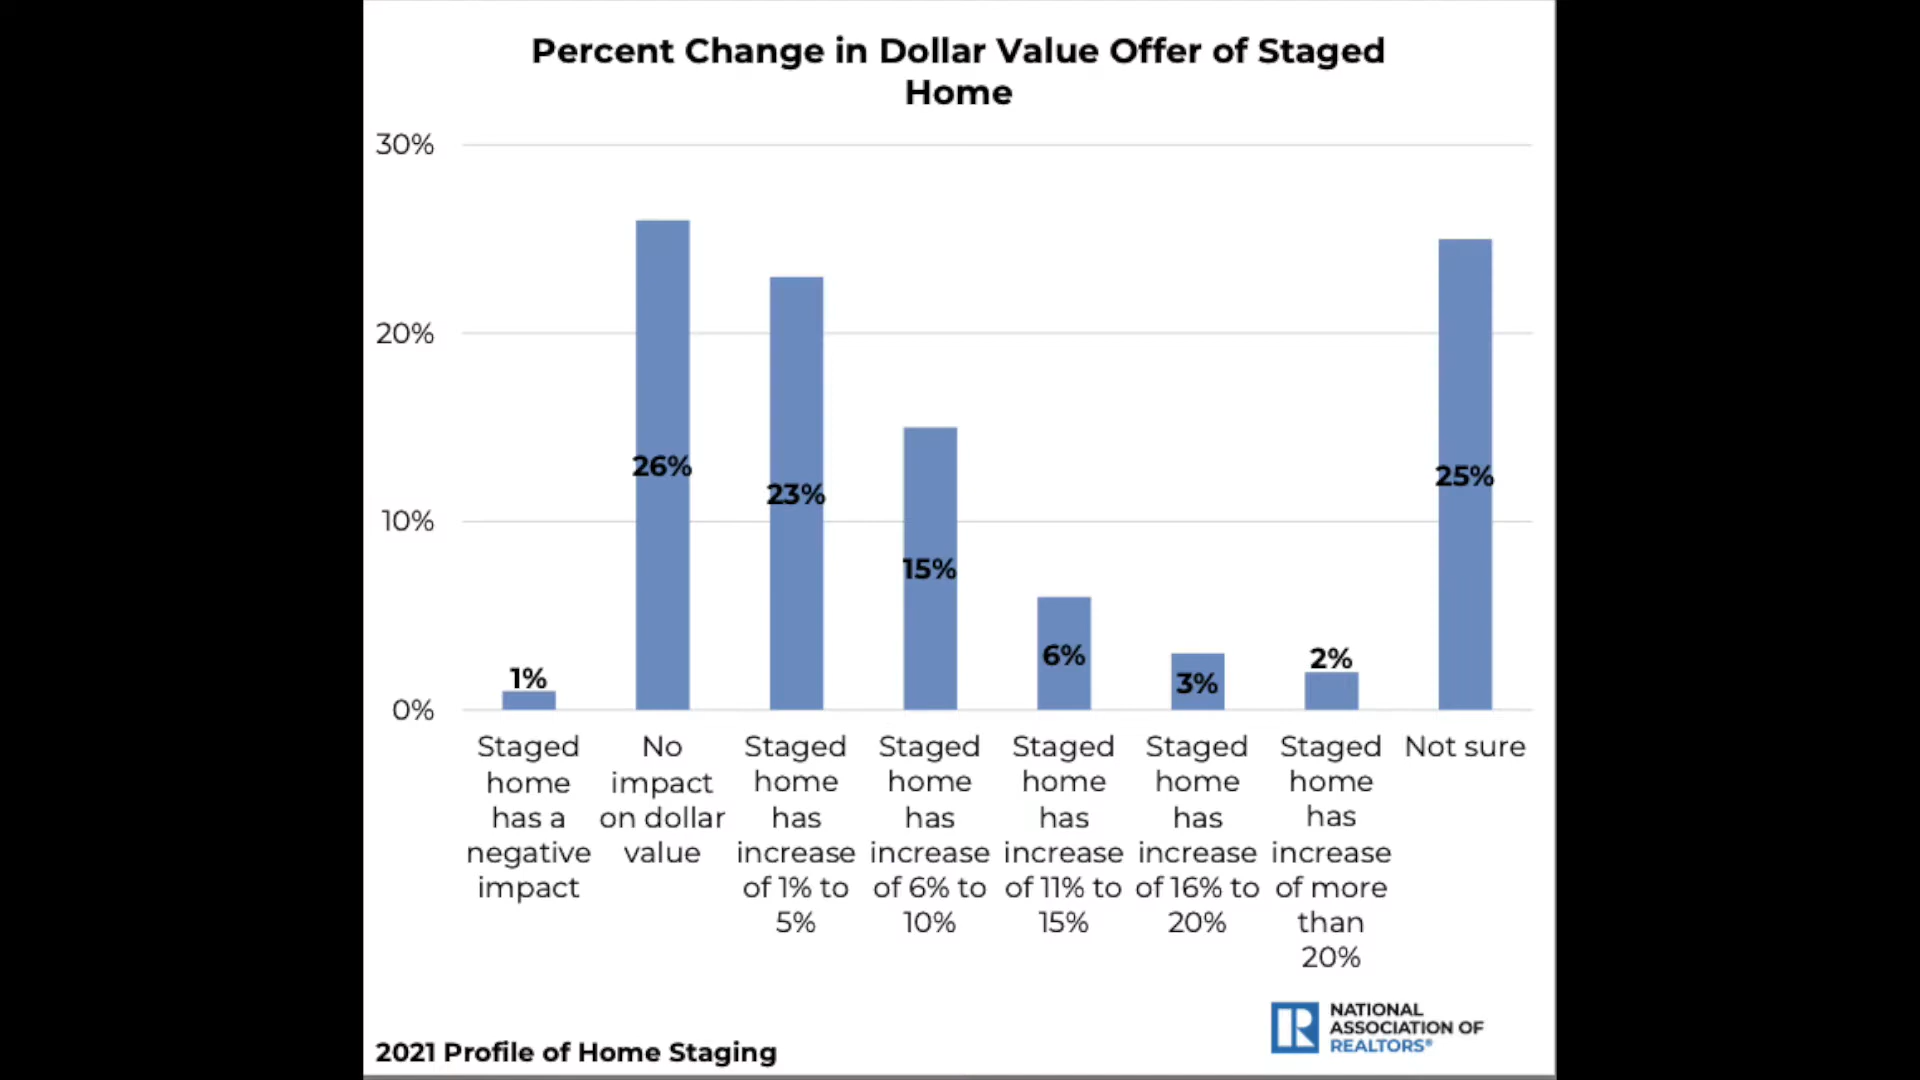 Percent Change in Dollar Value Offer of Staged
Home
30%
20%
10%
0%
1%
26%
23%
15%
6%
3%
2%
25%
Staged
home
has a
negative
impact
No
impact
on dollar
value
Staged
home
has
increase
of 1% to
5%
Staged
home
has
increase
of 6% to
10%
Staged
home
has
increase
of 11% to
15%
Staged
home
has
increase
of 16% to
20%
Staged
home
has
increase
of more
than
20%
Not sure
2021 Profile of Home Staging
NATIONAL
ASSOCIATION OF
REALTORS®